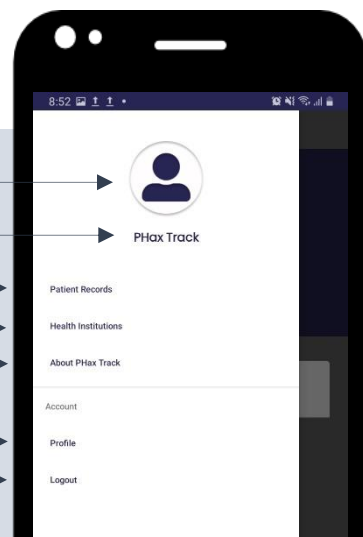 8:52
PHax Track
Patient Records
Health Institutions
About PHax Track
Account
Profile
Logout